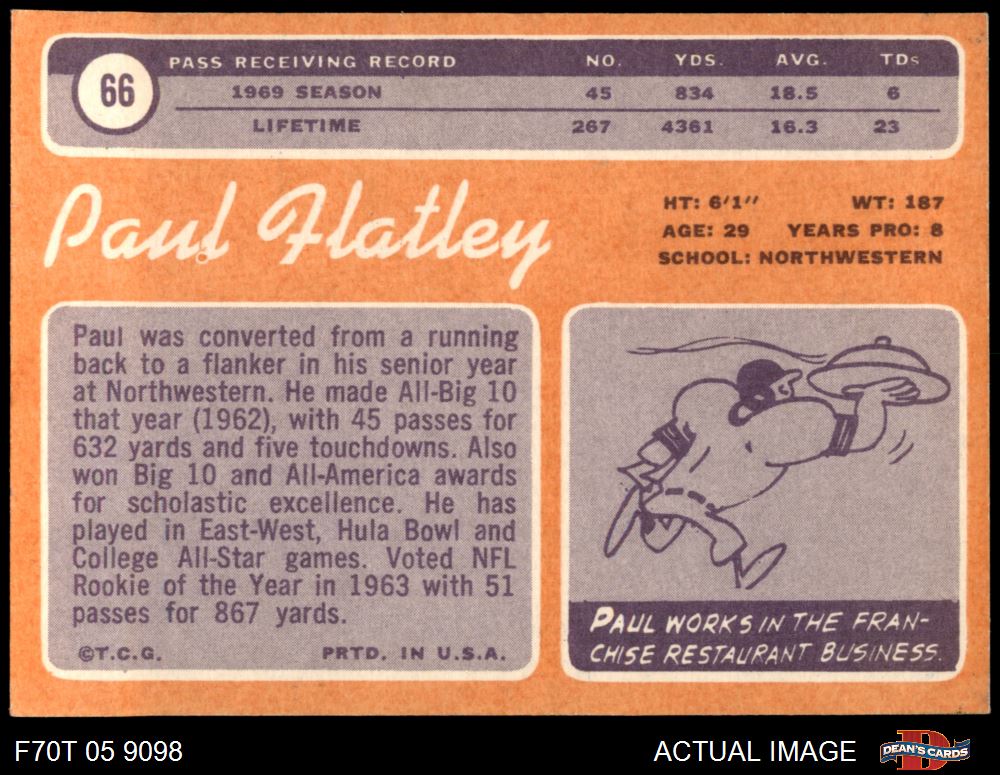 66
PASS RECEIVING RECORD NO. YDS. AVG. TDs
1969 SEASON 45 834 18.5 6
LIFETIME 267 4361 16.3 23
Paul Flatley
HT: 6'1" WT: 187
AGE: 29 YEARS PRO: 8
SCHOOL: NORTHWESTERN
Paul was converted from a running
back to a flanker in his senior year
at Northwestern. He made All-Big 10
that year (1962), with 45 passes for
632 yards and five touchdowns. Also
won Big 10 and All-America awards
for scholastic excellence. He has
played in East-West, Hula Bowl and
College All-Star games. Voted NFL
Rookie of the Year in 1963 with 51
passes for 867 yards.
©T.C.G. PRTD. IN U.S.A.
PAUL WORKS IN THE FRAN-
CHISE RESTAURANT BUSINESS.
F70T 05 9098
ACTUAL IMAGE
D
DEAN'S CARDS